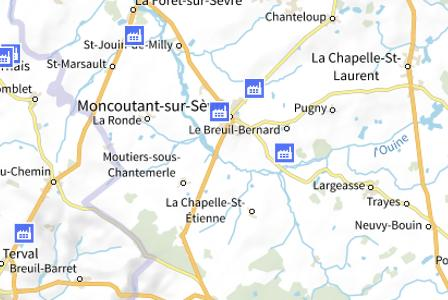 La Forêt-sur-Sèvre
Chanteloup
St-Jouin-de-Milly
La Chapelle-St-
Laurent
St-Marsault
Moncoutant-sur-Sè
Pugny
La Ronde
Le Breuil-Bernard
l'Ouine
Moutiers-sous-
Chantemerle
u-Chemin
Largeasse
La Chapelle-St-
Étienne
Trayes
Neuvy-Bouin
Terval
Breuil-Barret